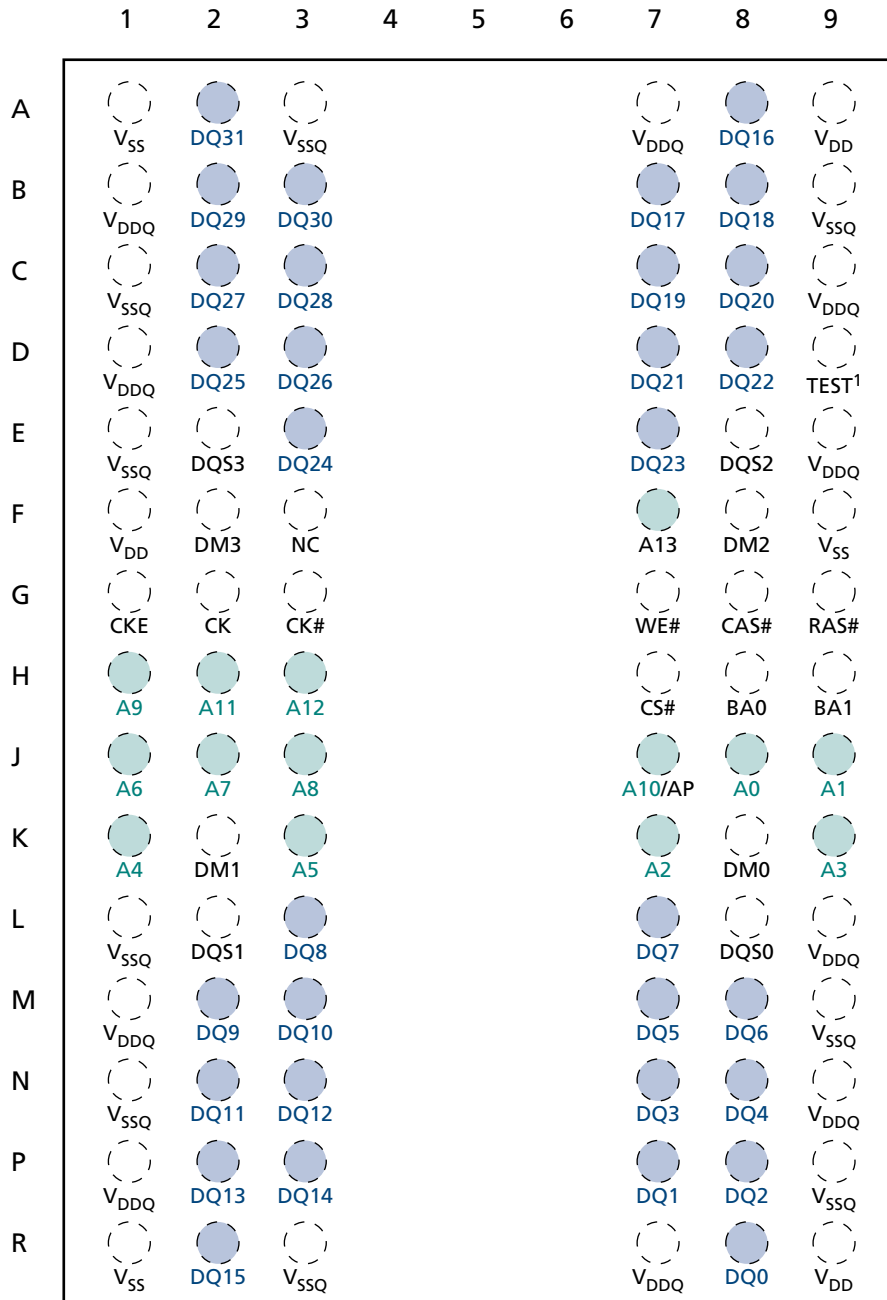 1 2 3 4 5 6 7 8 9
A
VSS DQ31 VSSQ VDDQ DQ16 VDD
B
VDDQ DQ29 DQ30 DQ17 DQ18 VSSQ
C
VSSQ DQ27 DQ28 DQ19 DQ20 VDDQ
D
VDDQ DQ25 DQ26 DQ21 DQ22 TEST1
E
VSSQ DQS3 DQ24 DQ23 DQS2 VDDQ
F
VDD DM3 NC A13 DM2 VSS
G
CKE CK CK# WE# CAS# RAS#
H
A9 A11 A12 CS# BA0 BA1
J
A6 A7 A8 A10/AP A0 A1
K
A4 DM1 A5 A2 DM0 A3
L
VSSQ DQS1 DQ8 DQ7 DQS0 VDDQ
M
VDDQ DQ9 DQ10 DQ5 DQ6 VSSQ
N
VSSQ DQ11 DQ12 DQ3 DQ4 VDDQ
P
VDDQ DQ13 DQ14 DQ1 DQ2 VSSQ
R
VSS DQ15 VSSQ VDDQ DQ0 VDD